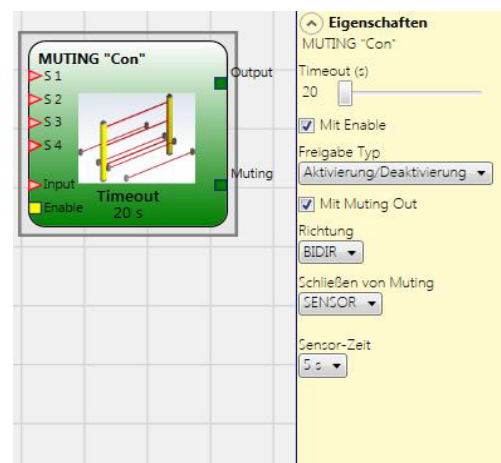 MUTING "Con"
S 1
S 2
S 3
S 4
Input
Enable
Output
Muting
Timeout
20 s
Eigenschaften
MUTING "Con"
Timeout (s)
20
Mit Enable
Freigabe Typ
Aktivierung/Deaktivierung
Mit Muting Out
Richtung
BIDIR
Schließen von Muting
SENSOR
Sensor-Zeit
5 s